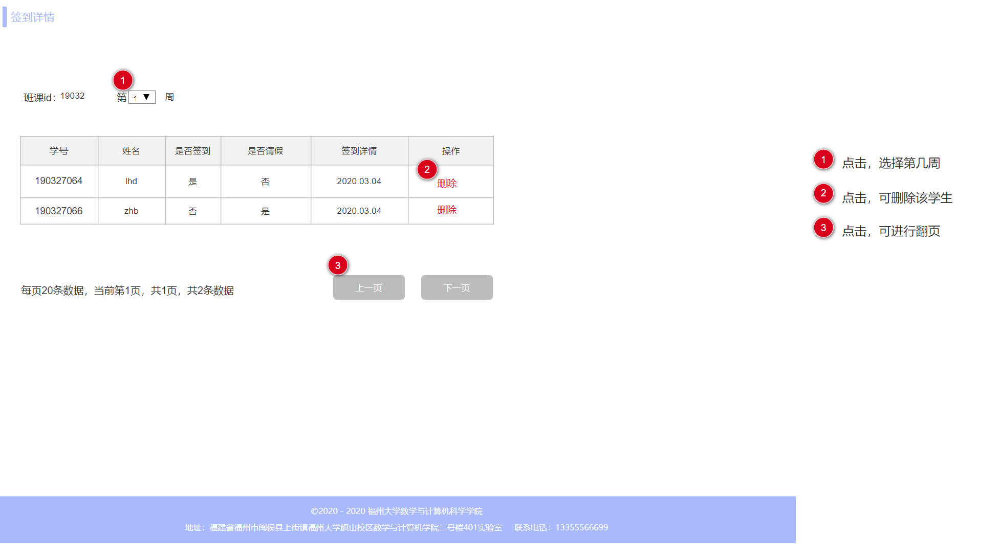 签到详情
1
班课id： 19032 第 ▼ 周
学号 姓名 是否签到 是否请假 签到详情 操作
190327064 lhd 是 否 2020.03.04 2 删除
190327066 zhb 否 是 2020.03.04 删除
3
每页20条数据，当前第1页，共1页，共2条数据 上一页 下一页
1 点击，选择第几周
2 点击，可删除该学生
3 点击，可进行翻页
©2020 - 2020 福州大学数学与计算机科学学院
地址：福建省福州市闽侯县上街镇福州大学旗山校区数学与计算机学院二号楼401实验室 联系电话：13355566699